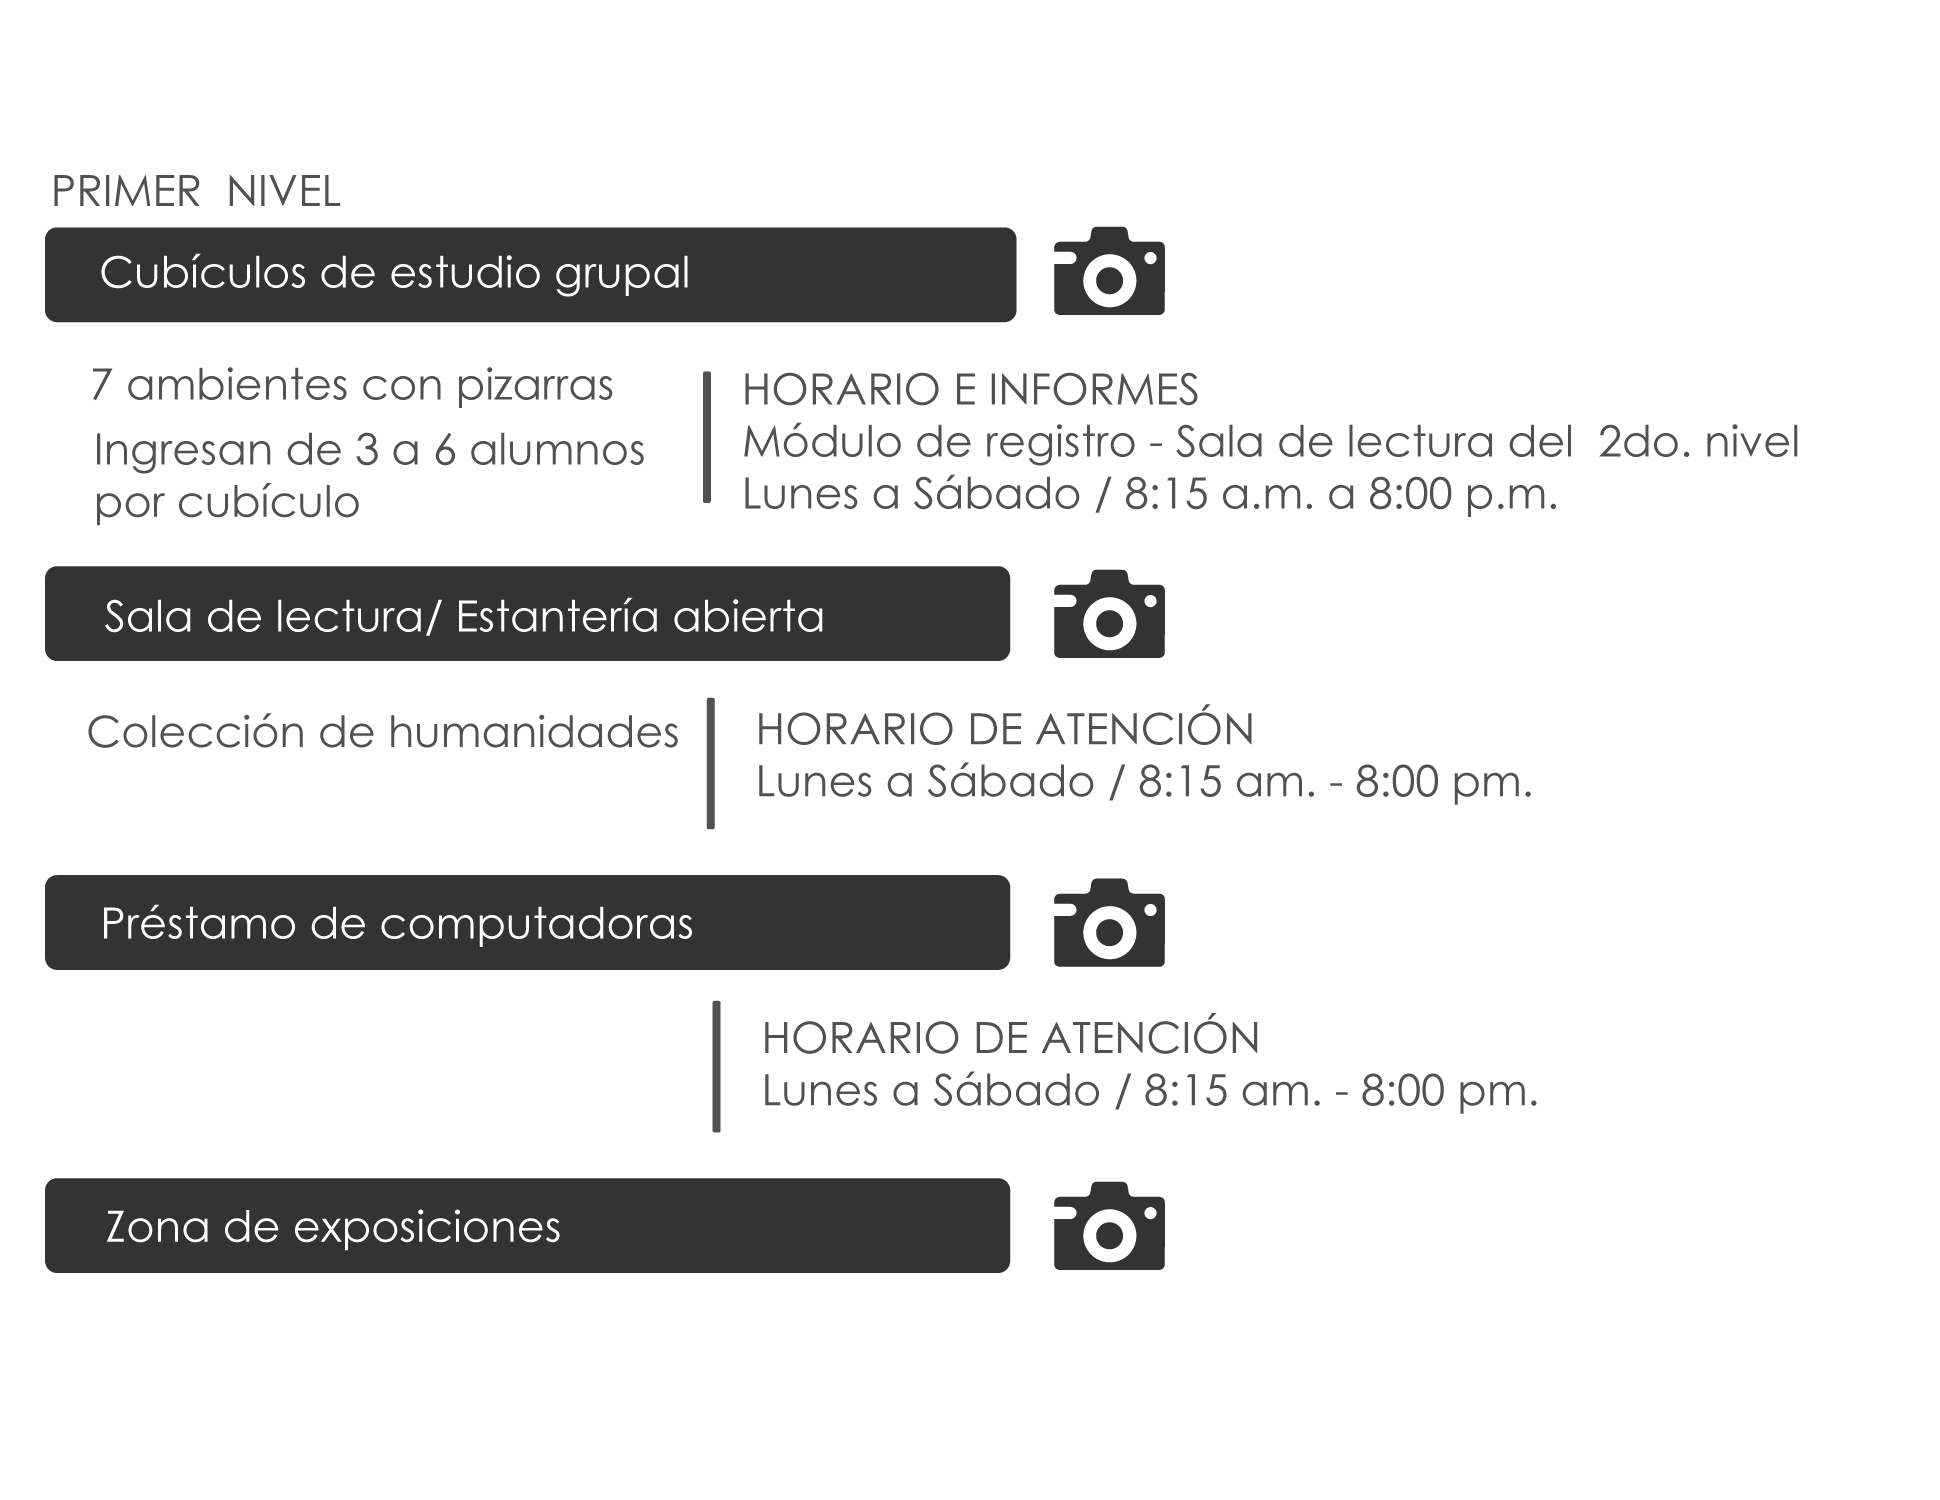 PRIMER NIVEL
Cubículos de estudio grupal
7 ambientes con pizarras
Ingresan de 3 a 6 alumnos
por cubículo
HORARIO E INFORMES
Módulo de registro - Sala de lectura del 2do. nivel
Lunes a Sábado / 8:15 a.m. a 8:00 p.m.
Sala de lectura/ Estantería abierta
Colección de humanidades
HORARIO DE ATENCIÓN
Lunes a Sábado / 8:15 am. - 8:00 pm.
Préstamo de computadoras
HORARIO DE ATENCIÓN
Lunes a Sábado / 8:15 am. - 8:00 pm.
Zona de exposiciones